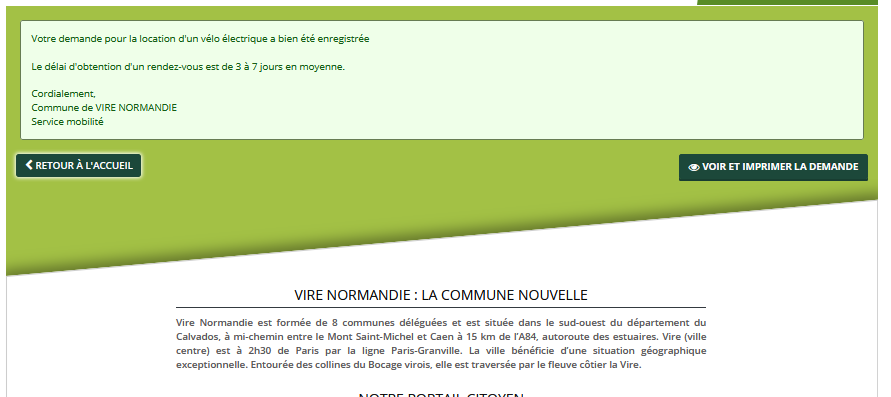 Votre demande pour la location d'un vélo électrique a bien été enregistrée
Le délai d'obtention d'un rendez-vous est de 3 à 7 jours en moyenne.
Cordialement,
Commune de VIRE NORMANDIE
Service mobilité
RETOUR À L'ACCUEIL
VOIR ET IMPRIMER LA DEMANDE
VIRE NORMANDIE : LA COMMUNE NOUVELLE
Vire Normandie est formée de 8 communes déléguées et est située dans le sud-ouest du département du
Calvados, à mi-chemin entre le Mont Saint-Michel et Caen à 15 km de l'A84, autoroute des estuaires. Vire (ville
centre) est à 2h30 de Paris par la ligne Paris-Granville. La ville bénéficie d'une situation géographique
exceptionnelle. Entourée des collines du Bocage virois, elle est traversée par le fleuve côtier la Vire.
NOTRE PORTAIL CITOYEN